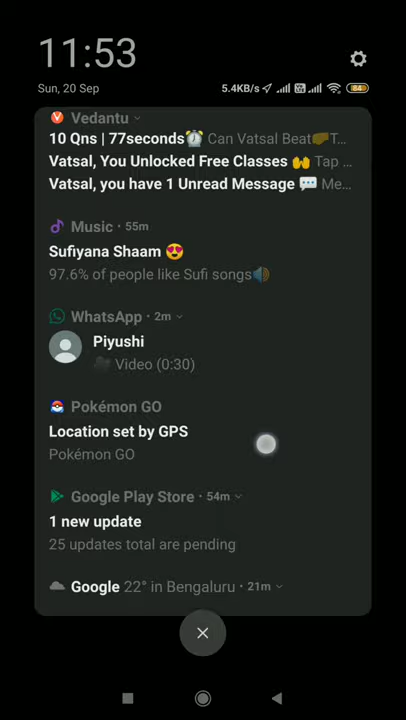 11:53
Sun, 20 Sep
5.4KB/s 84
Vedantu
10 Qns | 77seconds⏰ Can Vatsal Beat🤛T...
Vatsal, You Unlocked Free Classes 🙌 Tap ...
Vatsal, you have 1 Unread Message 💬 Me...
Music · 55m
Sufiyana Shaam 😍
97.6% of people like Sufi songs🔊
WhatsApp · 2m
Piyushi
🎥 Video (0:30)
Pokémon GO
Location set by GPS
Pokémon GO
Google Play Store · 54m
1 new update
25 updates total are pending
Google 22° in Bengaluru · 21m